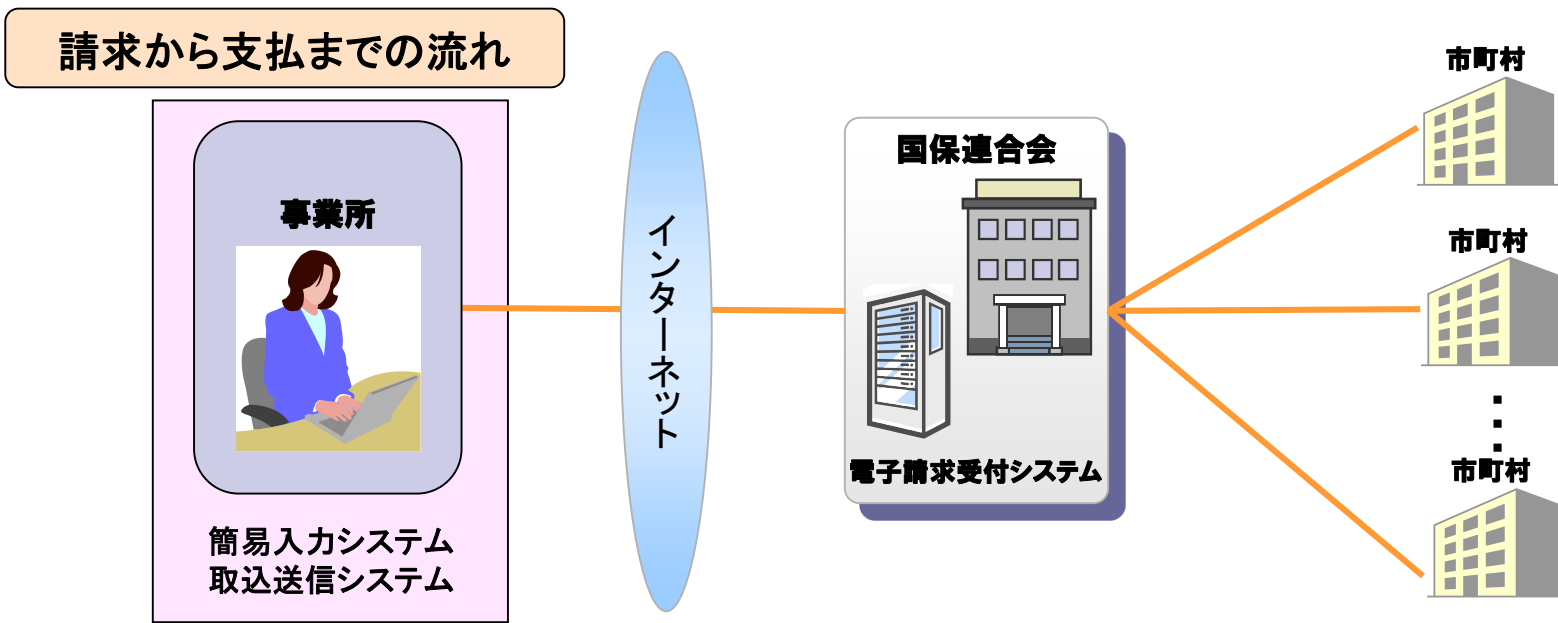 請求から支払までの流れ
事業所
簡易入力システム
取込送信システム
インターネット
国保連合会
電子請求受付システム
市町村
市町村
市町村